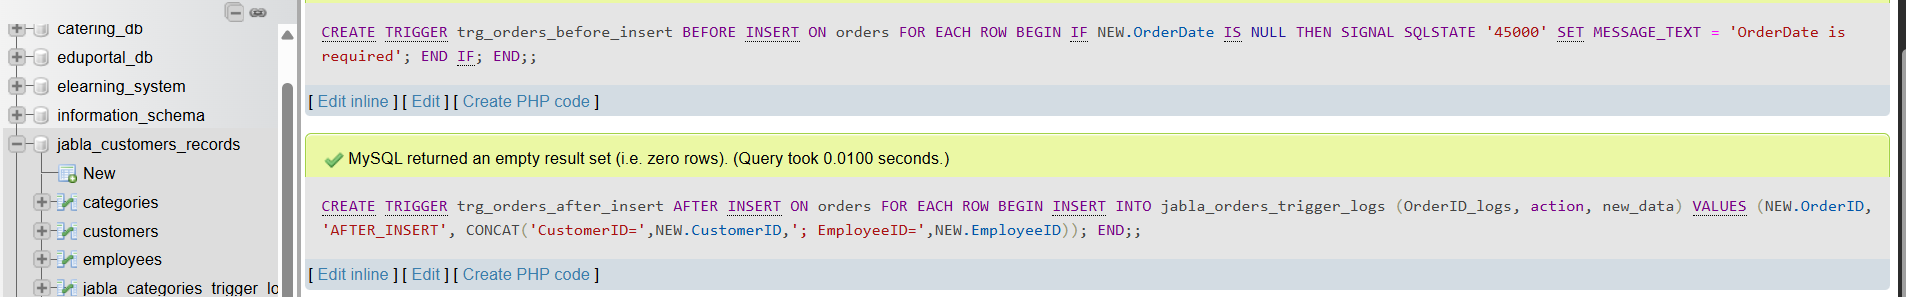 catering_db
eduportal_db
elearning_system
information_schema
jabla_customers_records
New
categories
customers
employees
jabla_categories_trigger_lo
CREATE TRIGGER trg_orders_before_insert BEFORE INSERT ON orders FOR EACH ROW BEGIN IF NEW.OrderDate IS NULL THEN SIGNAL SQLSTATE '45000' SET MESSAGE_TEXT = 'OrderDate is
required'; END IF; END;;
[ Edit inline ] [ Edit ] [ Create PHP code ]
MySQL returned an empty result set (i.e. zero rows). (Query took 0.0100 seconds.)
CREATE TRIGGER trg_orders_after_insert AFTER INSERT ON orders FOR EACH ROW BEGIN INSERT INTO jabla_orders_trigger_logs (OrderID_logs, action, new_data) VALUES (NEW.OrderID,
'AFTER_INSERT', CONCAT('CustomerID=',NEW.CustomerID,'; EmployeeID=',NEW.EmployeeID)); END;;
[ Edit inline ] [ Edit ] [ Create PHP code ]